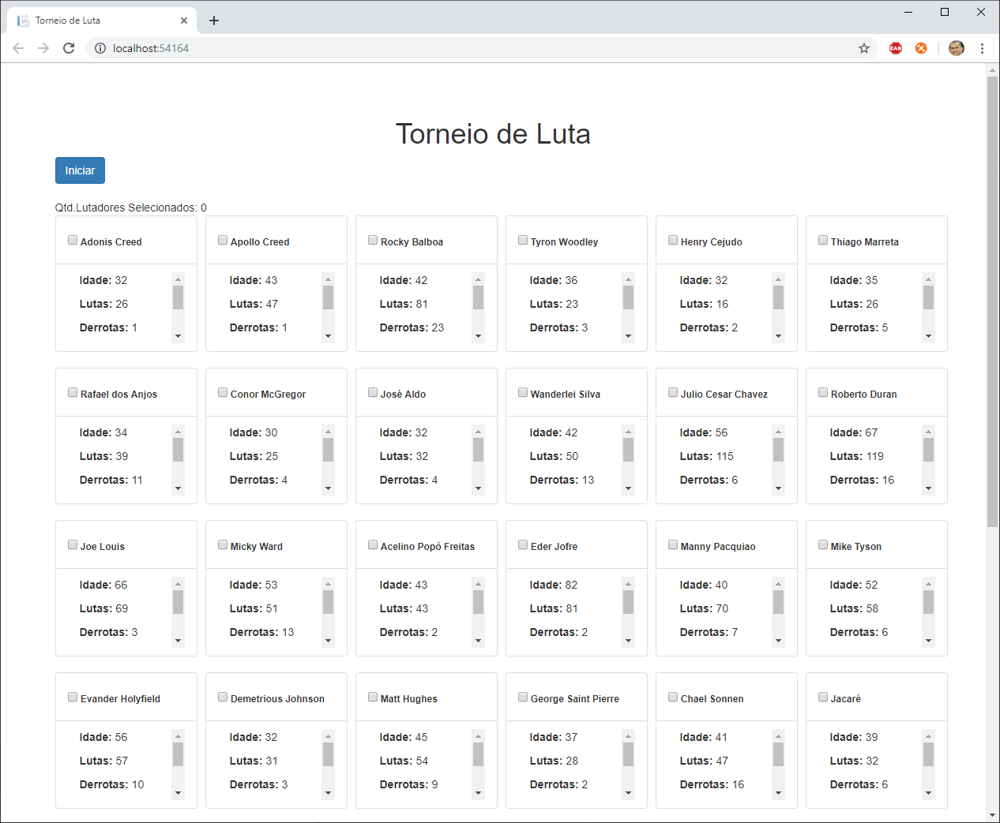 Torneio de Luta
localhost:54164
EAB
Torneio de Luta
Iniciar
Qtd.Lutadores Selecionados: 0
Adonis Creed
Idade: 32
Lutas: 26
Derrotas: 1
Apollo Creed
Idade: 43
Lutas: 47
Derrotas: 1
Rocky Balboa
Idade: 42
Lutas: 81
Derrotas: 23
Tyron Woodley
Idade: 36
Lutas: 23
Derrotas: 3
Henry Cejudo
Idade: 32
Lutas: 16
Derrotas: 2
Thiago Marreta
Idade: 35
Lutas: 26
Derrotas: 5
Rafael dos Anjos
Idade: 34
Lutas: 39
Derrotas: 11
Conor McGregor
Idade: 30
Lutas: 25
Derrotas: 4
José Aldo
Idade: 32
Lutas: 32
Derrotas: 4
Wanderlei Silva
Idade: 42
Lutas: 50
Derrotas: 13
Julio Cesar Chavez
Idade: 56
Lutas: 115
Derrotas: 6
Roberto Duran
Idade: 67
Lutas: 119
Derrotas: 16
Joe Louis
Idade: 66
Lutas: 69
Derrotas: 3
Micky Ward
Idade: 53
Lutas: 51
Derrotas: 13
Acelino Popó Freitas
Idade: 43
Lutas: 43
Derrotas: 2
Eder Jofre
Idade: 82
Lutas: 81
Derrotas: 2
Manny Pacquiao
Idade: 40
Lutas: 70
Derrotas: 7
Mike Tyson
Idade: 52
Lutas: 58
Derrotas: 6
Evander Holyfield
Idade: 56
Lutas: 57
Derrotas: 10
Demetrious Johnson
Idade: 32
Lutas: 31
Derrotas: 3
Matt Hughes
Idade: 45
Lutas: 54
Derrotas: 9
George Saint Pierre
Idade: 37
Lutas: 28
Derrotas: 2
Chael Sonnen
Idade: 41
Lutas: 47
Derrotas: 16
Jacaré
Idade: 39
Lutas: 32
Derrotas: 6